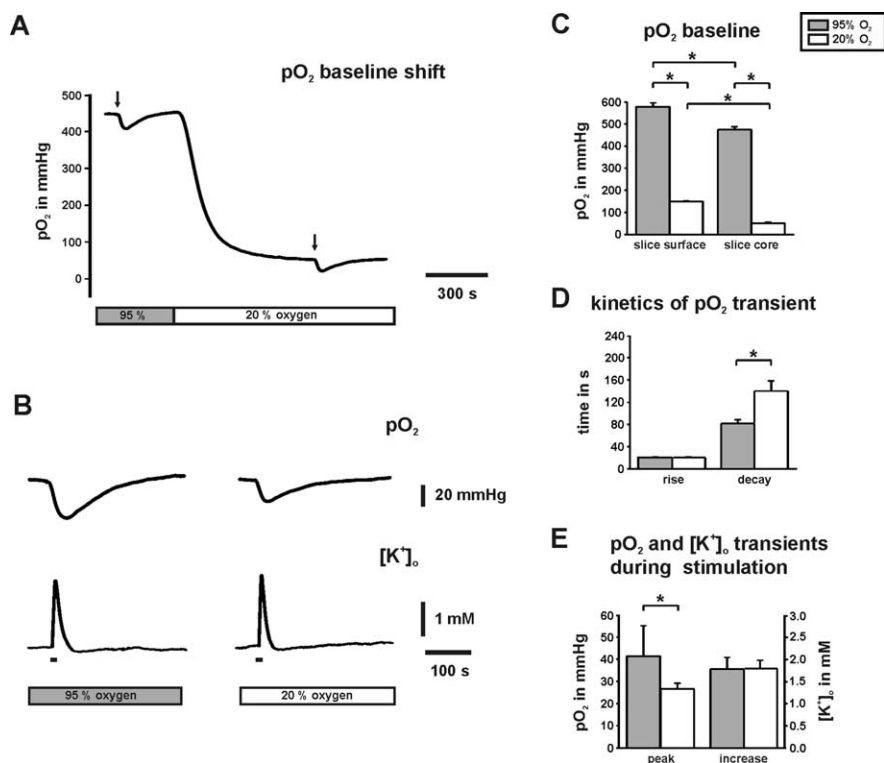 A
pO₂ baseline shift
500
400
300
200
100
0
pO₂ in mmHg
300 s
95 %
20 % oxygen
B
pO₂
20 mmHg
[K⁺]ₒ
1 mM
100 s
95 % oxygen
20 % oxygen
95% O₂
20% O₂
C
pO₂ baseline
*
* *
*
600
500
400
300
200
100
0
pO₂ in mmHg
slice surface slice core
D
kinetics of pO₂ transient
240
200
160
120
80
40
0
time in s
*
rise decay
E
pO₂ and [K⁺]ₒ transients
during stimulation
*
60
50
40
30
20
10
0
pO₂ in mmHg
3.0
2.5
2.0
1.5
1.0
0.5
0.0
[K⁺]ₒ in mM
peak increase